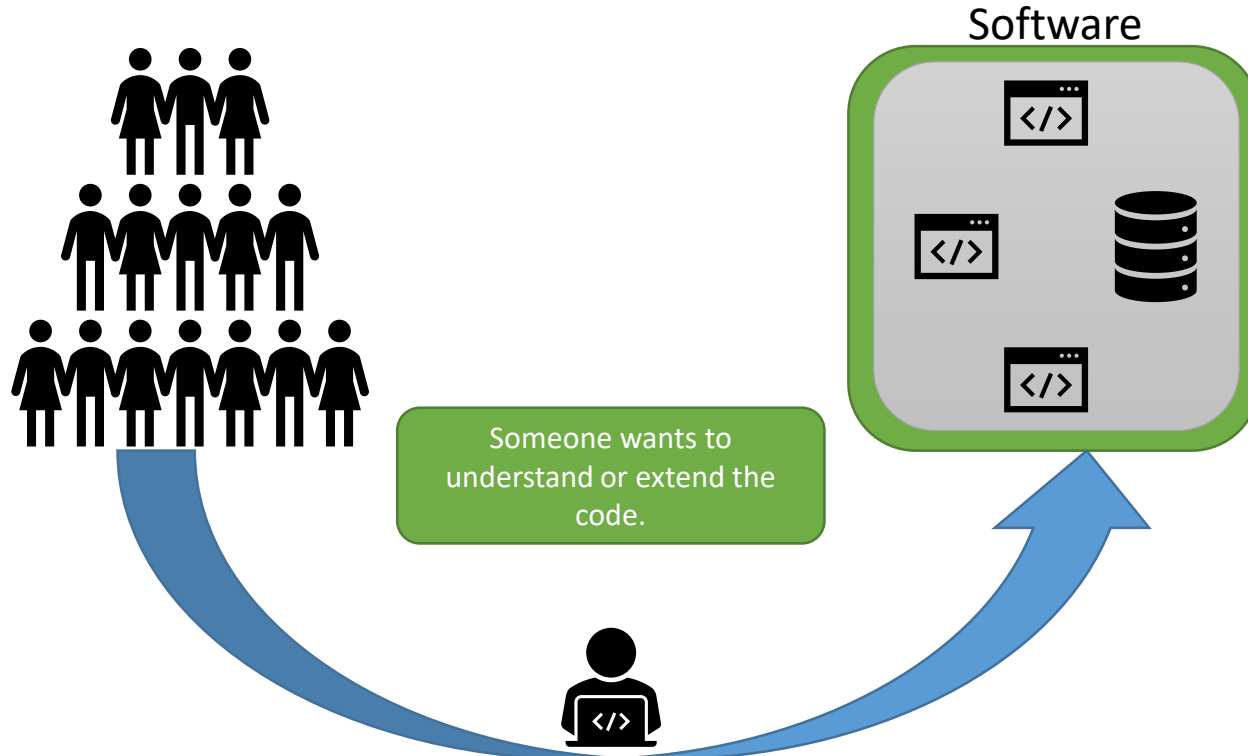 Software
</>
</>
</>
Someone wants to
understand or extend the
code.
</>